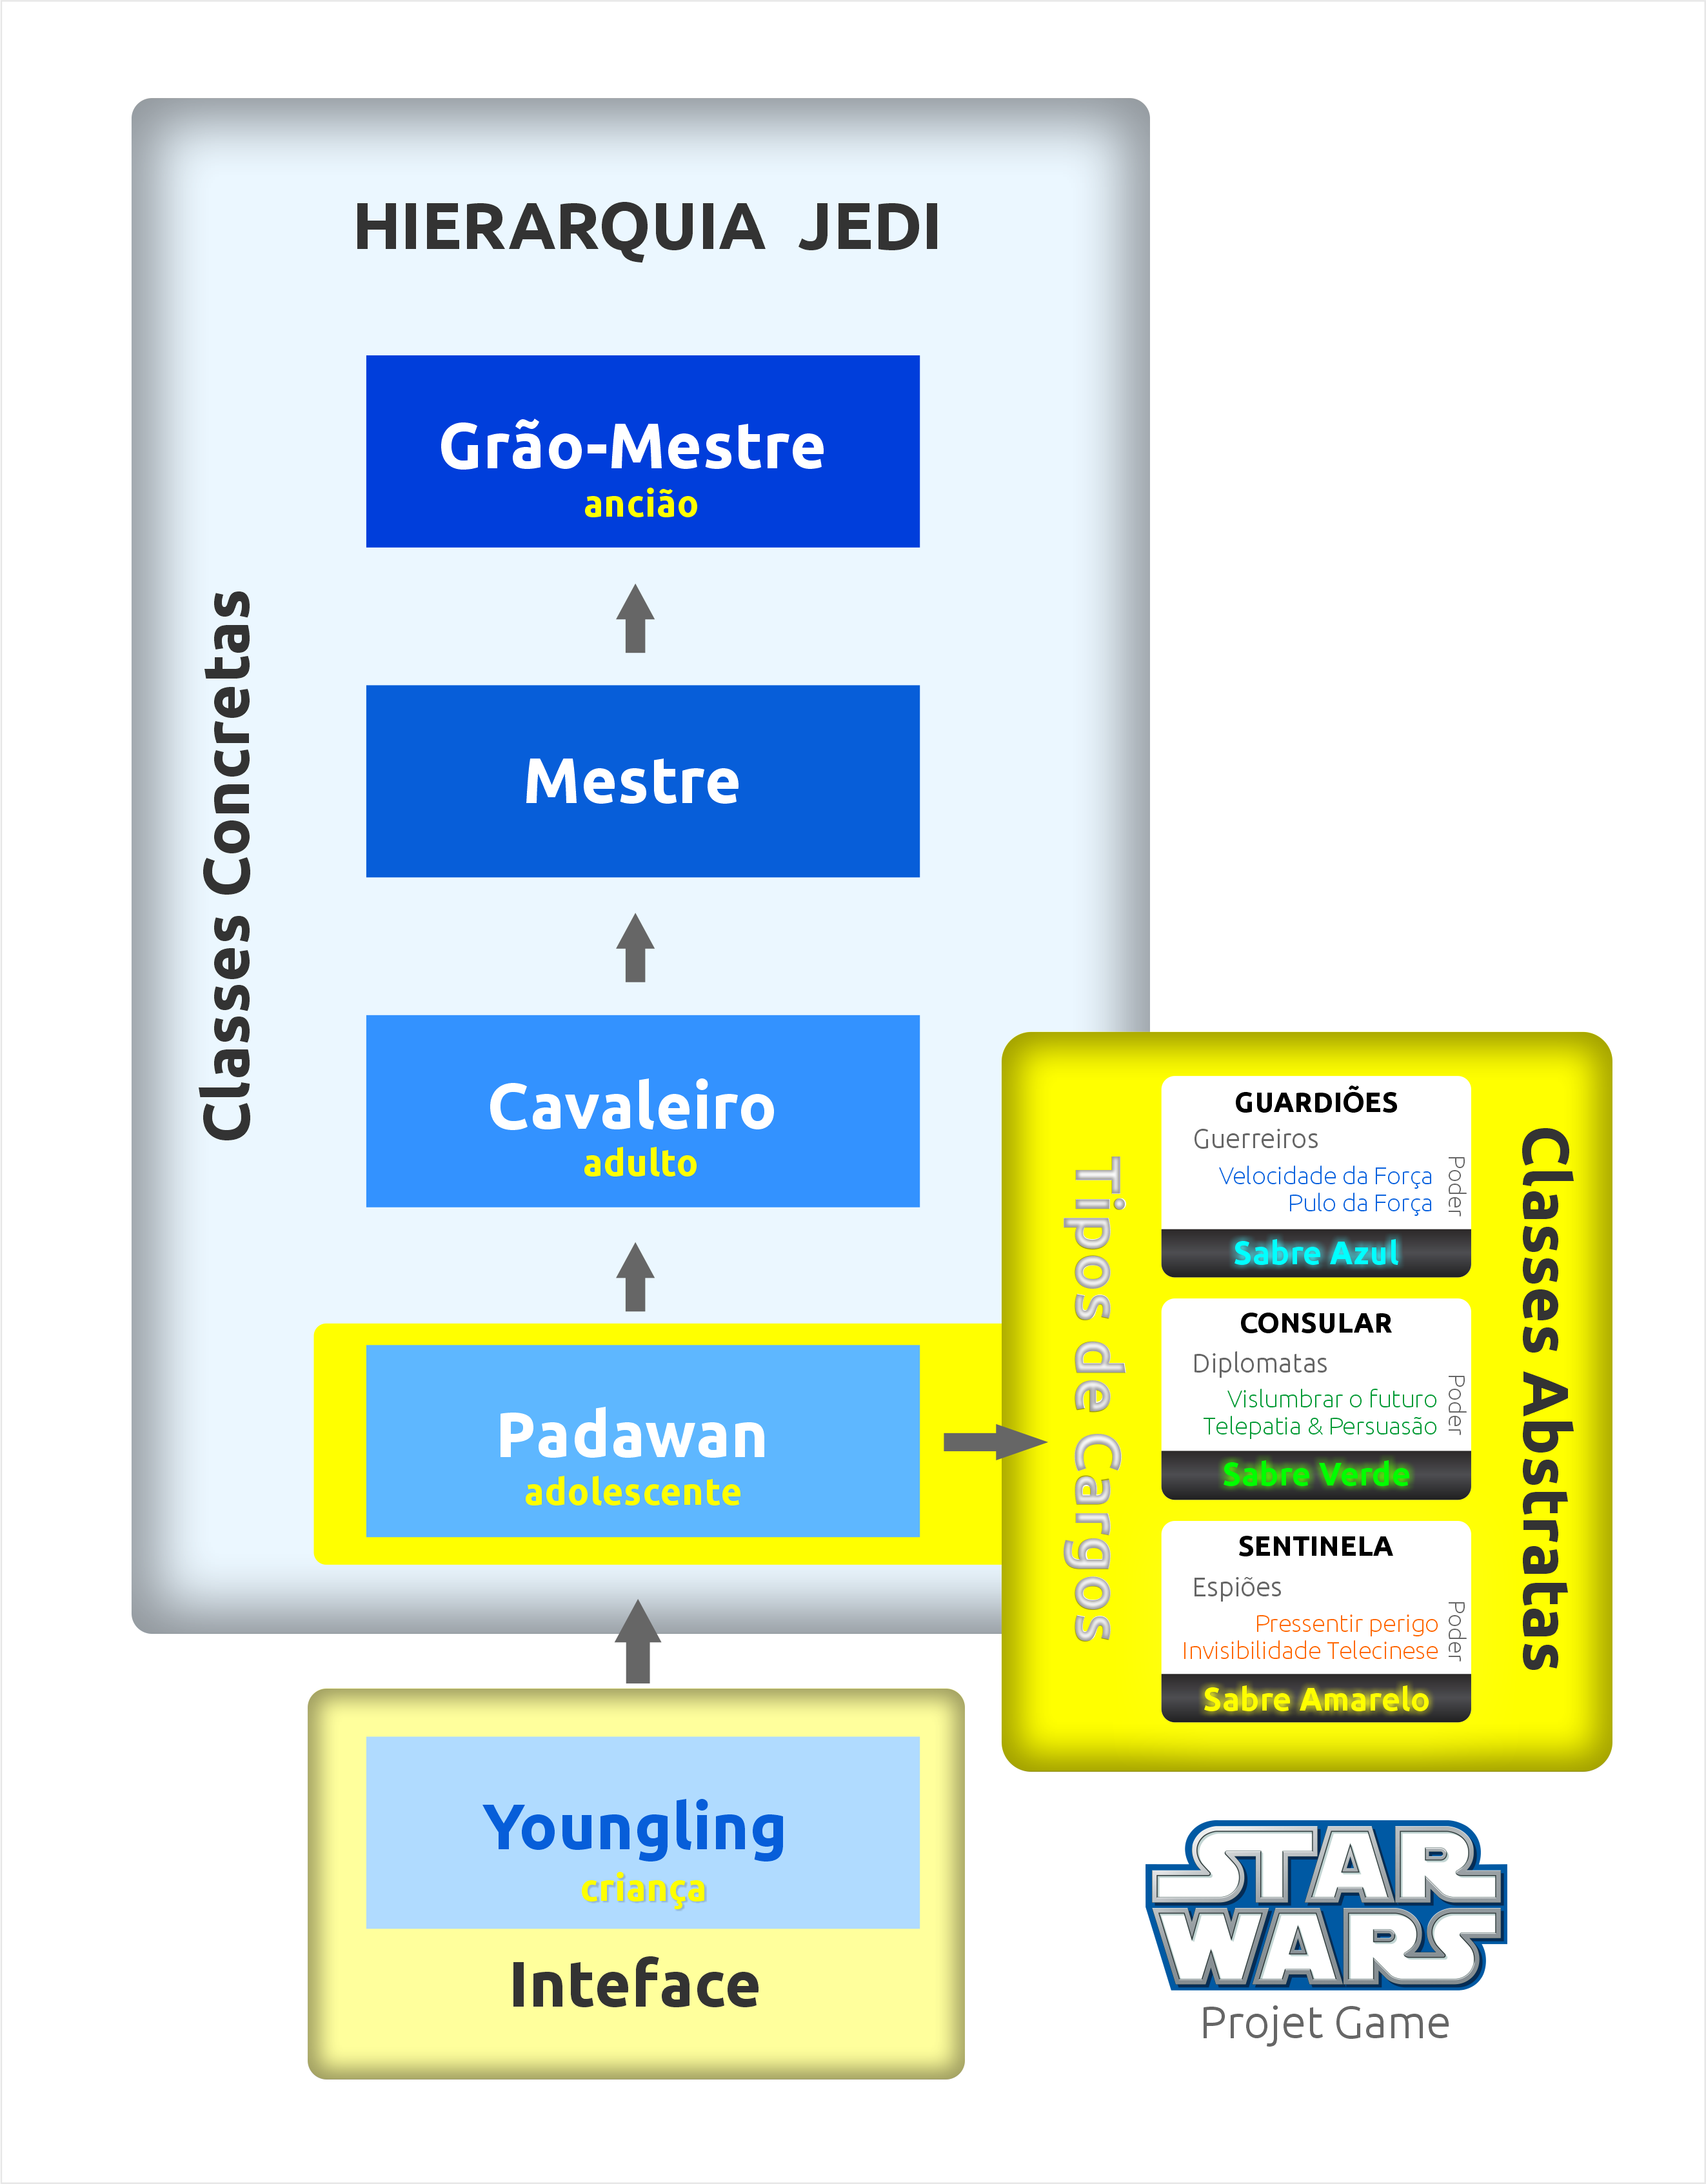 HIERARQUIA JEDI
Classes Concretas
Grão-Mestre
ancião
Mestre
Cavaleiro
adulto
Padawan
adolescente
Youngling
criança
Inteface
Tipos de Cargos
Classes Abstratas
GUARDIÕES
Guerreiros
Velocidade da Força
Pulo da Força
Poder
Sabre Azul
CONSULAR
Diplomatas
Vislumbrar o futuro
Telepatia & Persuasão
Poder
Sabre Verde
SENTINELA
Espiões
Pressentir perigo
Invisibilidade Telecinese
Poder
Sabre Amarelo
STAR
WARS
Projet Game